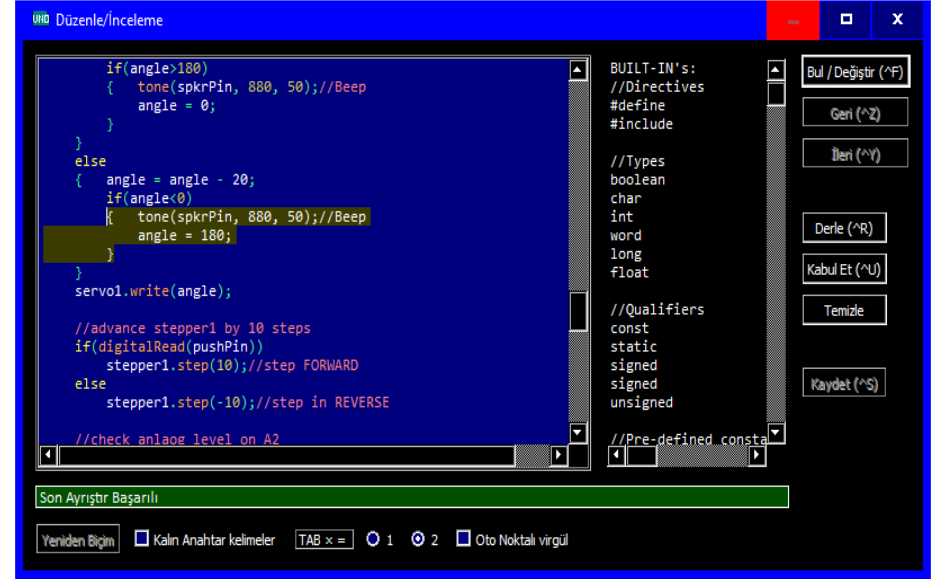 UNO Düzenle/İnceleme
X
if(angle>180)
{   tone(spkrPin, 880, 50);//Beep
angle = 0;
}
}
else
{   angle = angle - 20;
if(angle<0)
{   tone(spkrPin, 880, 50);//Beep
angle = 180;
}
}
servo1.write(angle);
//advance stepper1 by 10 steps
if(digitalRead(pushPin))
stepper1.step(10);//step FORWARD
else
stepper1.step(-10);//step in REVERSE
//check anlaog level on A2
BUILT-IN's:
//Directives
#define
#include
//Types
boolean
char
int
word
long
float
//Qualifiers
const
static
signed
signed
unsigned
//Pre-defined consta
Bul / Değiştir (^F)
Geri (^Z)
İleri (^Y)
Derle (^R)
Kabul Et (^U)
Temizle
Kaydet (^S)
Son Ayrıştır Başarılı
Yeniden Biçim
Kalın Anahtar kelimeler
TAB × =
1
2
Oto Noktalı virgül